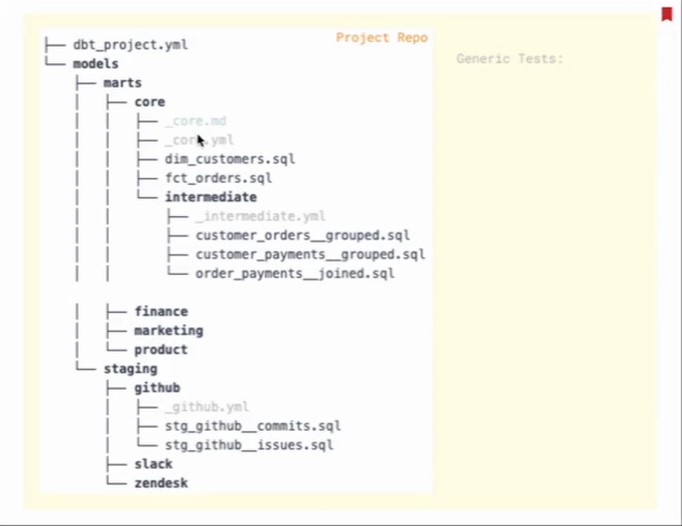 Project Repo
├── dbt_project.yml
└── models
    ├── marts
    │   ├── core
    │   │   ├── _core.md
    │   │   ├── _core.yml
    │   │   ├── dim_customers.sql
    │   │   ├── fct_orders.sql
    │   │   └── intermediate
    │   │       ├── _intermediate.yml
    │   │       ├── customer_orders__grouped.sql
    │   │       ├── customer_payments__grouped.sql
    │   │       └── order_payments__joined.sql
    │   ├── finance
    │   ├── marketing
    │   └── product
    └── staging
        ├── github
        │   ├── _github.yml
        │   ├── stg_github__commits.sql
        │   └── stg_github__issues.sql
        ├── slack
        └── zendesk
Generic Tests: